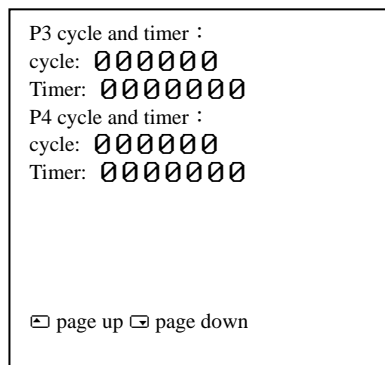 P3 cycle and timer：
cycle: 000000
Timer: 0000000
P4 cycle and timer：
cycle: 000000
Timer: 0000000
page up page down